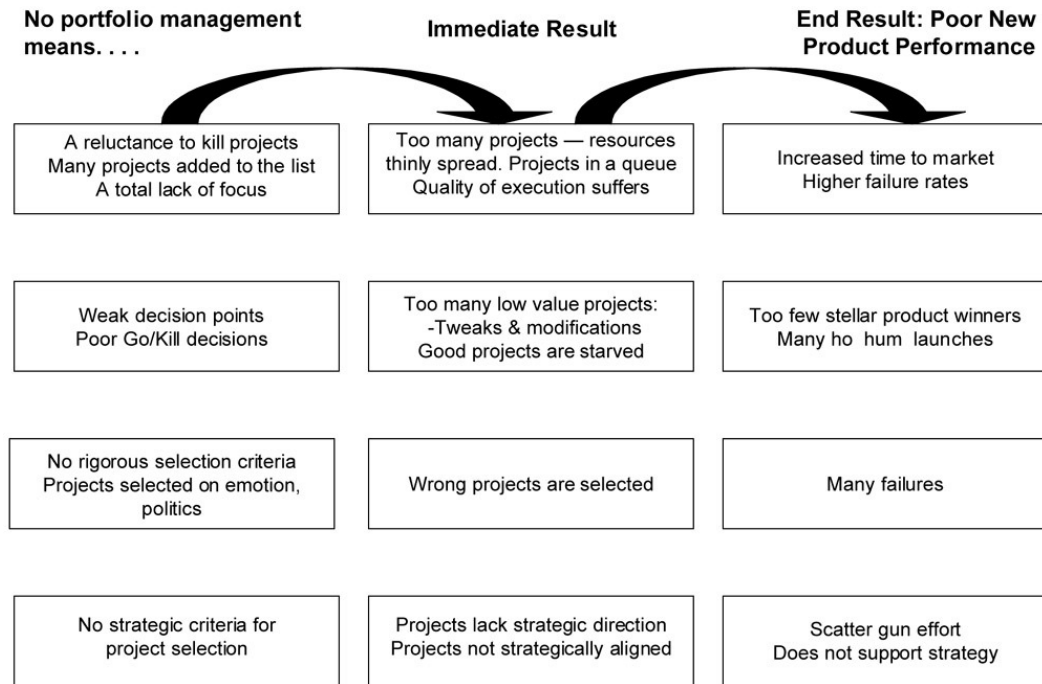 No portfolio management
means. . . .
Immediate Result
End Result: Poor New
Product Performance
A reluctance to kill projects
Many projects added to the list
A total lack of focus
Too many projects — resources
thinly spread. Projects in a queue
Quality of execution suffers
Increased time to market
Higher failure rates
Weak decision points
Poor Go/Kill decisions
Too many low value projects:
-Tweaks & modifications
Good projects are starved
Too few stellar product winners
Many ho hum launches
No rigorous selection criteria
Projects selected on emotion,
politics
Wrong projects are selected
Many failures
No strategic criteria for
project selection
Projects lack strategic direction
Projects not strategically aligned
Scatter gun effort
Does not support strategy